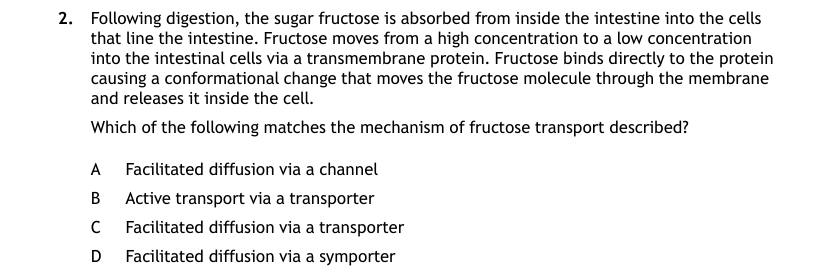 2. Following digestion, the sugar fructose is absorbed from inside the intestine into the cells
that line the intestine. Fructose moves from a high concentration to a low concentration
into the intestinal cells via a transmembrane protein. Fructose binds directly to the protein
causing a conformational change that moves the fructose molecule through the membrane
and releases it inside the cell.
Which of the following matches the mechanism of fructose transport described?
A Facilitated diffusion via a channel
B Active transport via a transporter
C Facilitated diffusion via a transporter
D Facilitated diffusion via a symporter